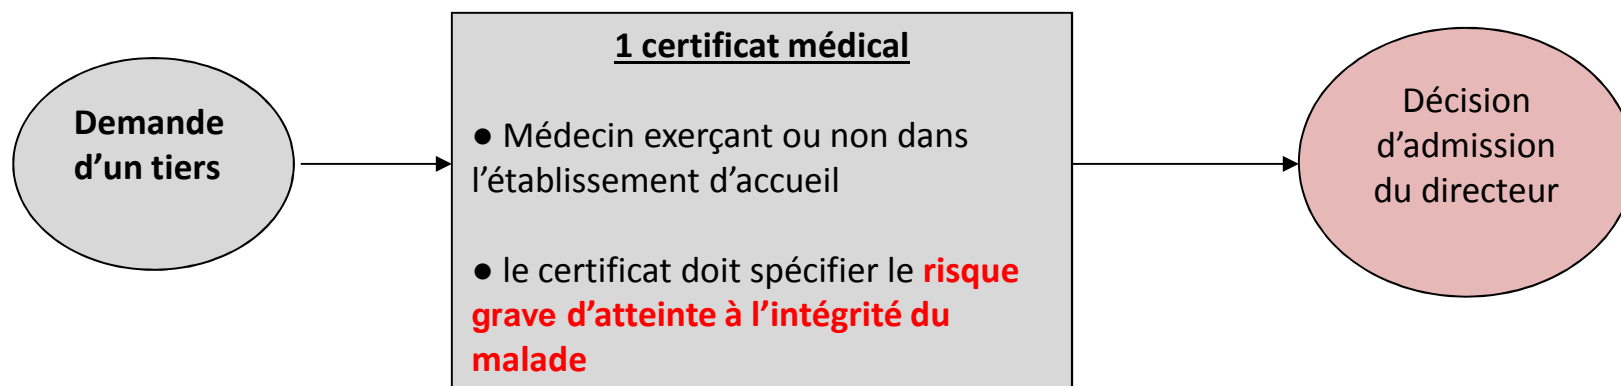 Demande
d’un tiers
1 certificat médical
● Médecin exerçant ou non dans
l’établissement d’accueil
● le certificat doit spécifier le risque
grave d’atteinte à l’intégrité du
malade
Décision
d’admission
du directeur